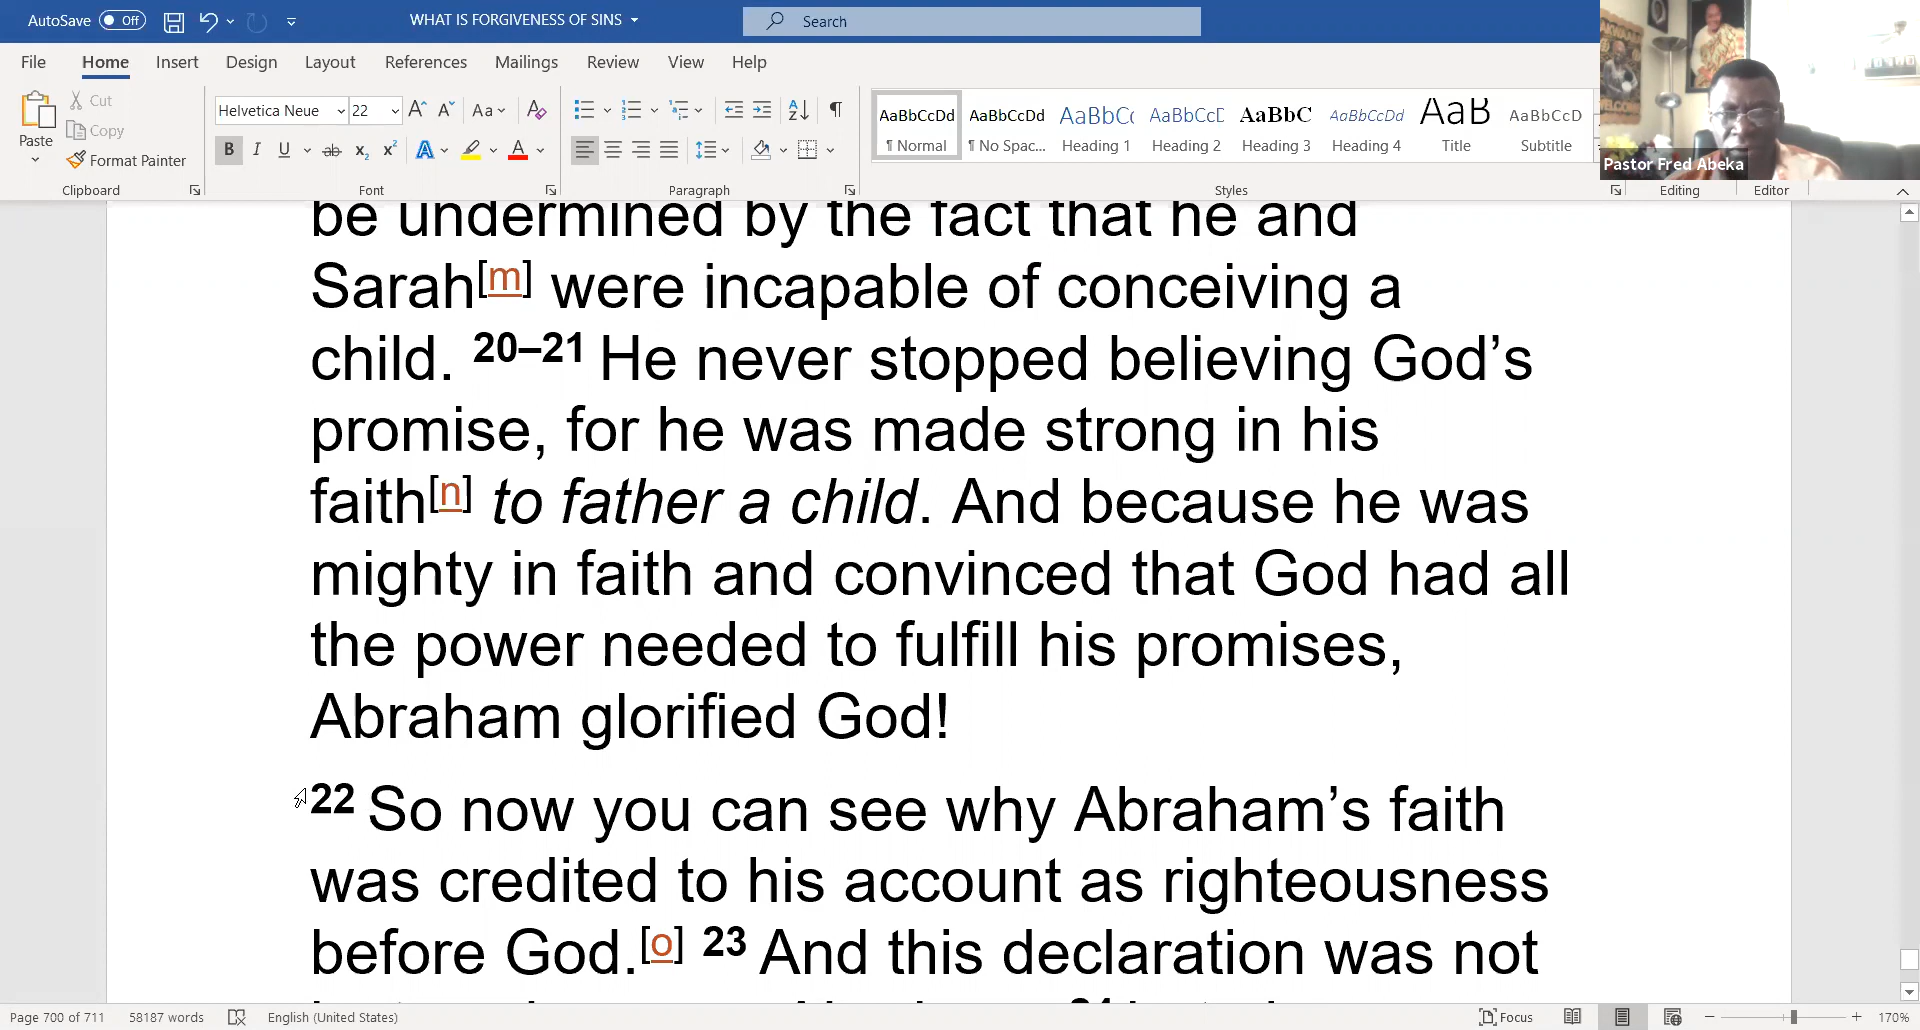 AutoSave Off WHAT IS FORGIVENESS OF SINS Search
File Home Insert Design Layout References Mailings Review View Help
Paste Cut Copy Format Painter
Clipboard
Helvetica Neue 22 Aa
B I U ab x2 x2 A A
Font
Paragraph
AaBbCcDd AaBbCcDd AaBbCc AaBbCcE AaBbC AaBbCcDd AaB AaBbCcD
¶ Normal ¶ No Spac... Heading 1 Heading 2 Heading 3 Heading 4 Title Subtitle
Styles Editing Editor
Pastor Fred Abeka
be undermined by the fact that he and
Sarah[m] were incapable of conceiving a
child. 20–21 He never stopped believing God’s
promise, for he was made strong in his
faith[n] to father a child. And because he was
mighty in faith and convinced that God had all
the power needed to fulfill his promises,
Abraham glorified God!
22 So now you can see why Abraham’s faith
was credited to his account as righteousness
before God.[o] 23 And this declaration was not
Page 700 of 711 58187 words English (United States) Focus 170%